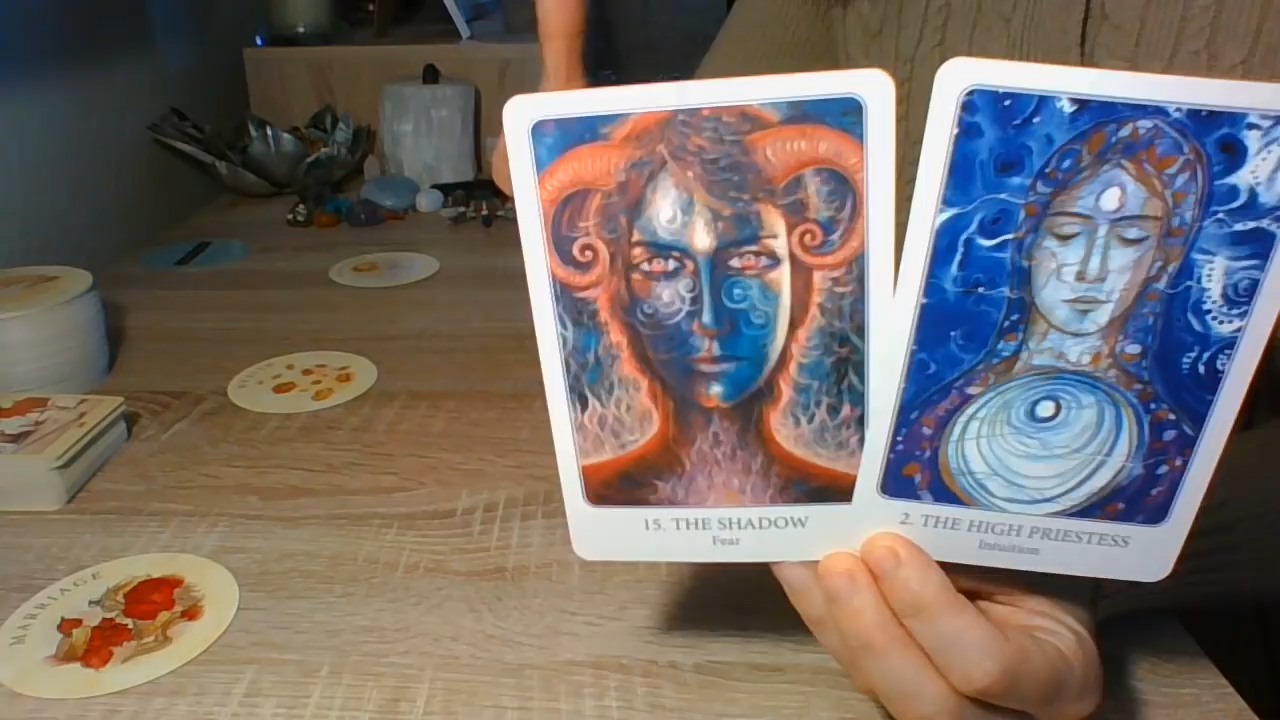 15. THE SHADOW
Fear
2. THE HIGH PRIESTESS
Intuition
MARRIAGE